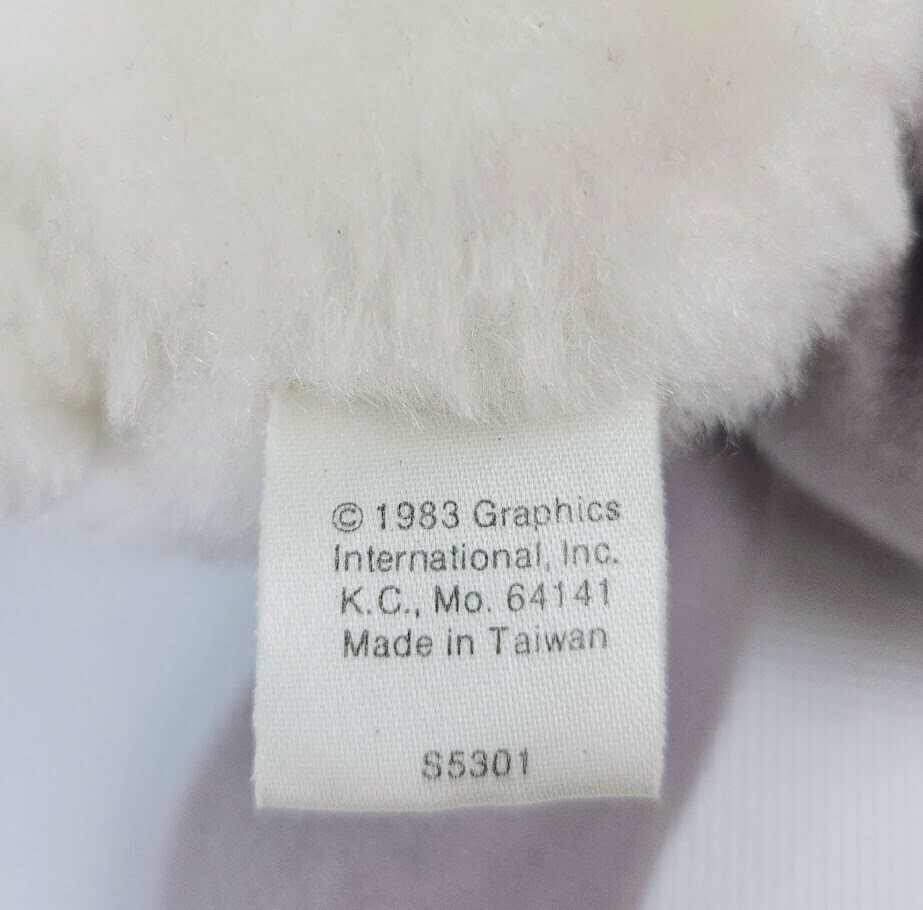 © 1983 Graphics
International, Inc.
K.C., Mo. 64141
Made in Taiwan
S5301